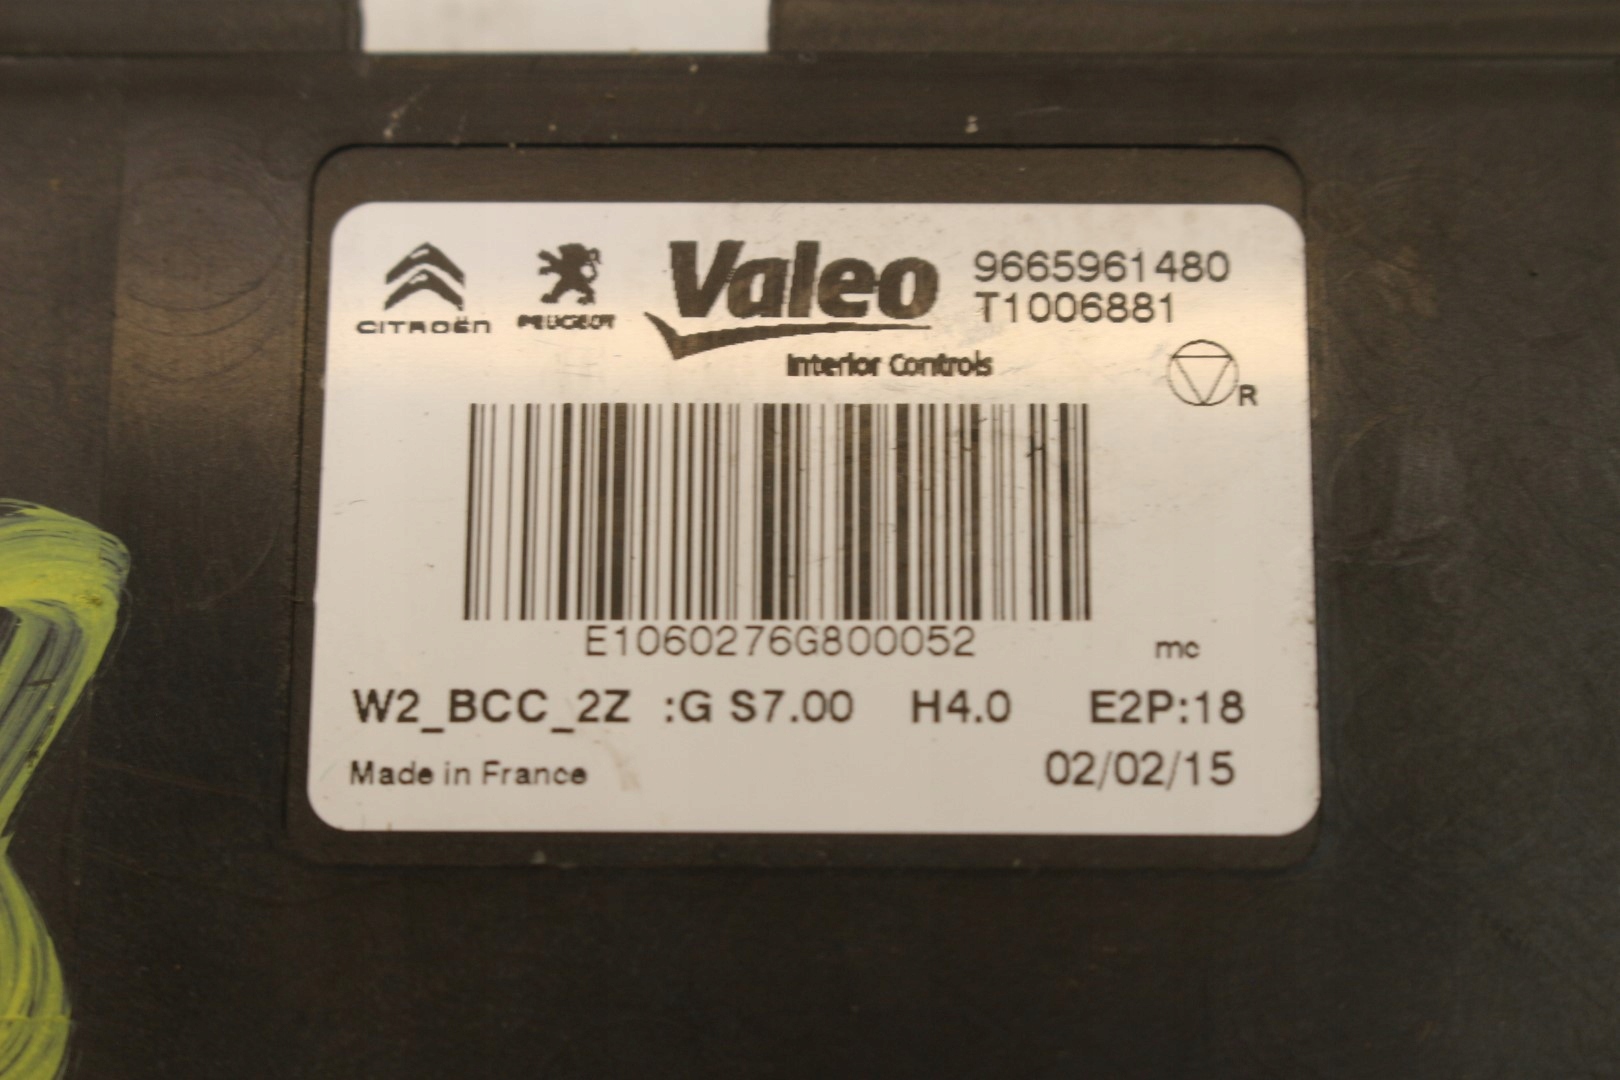 CITROËN
PEUGEOT
Valeo
Interior Controls
9665961480
T1006881
R
E1060276G800052
mc
W2_BCC_2Z :G S7.00 H4.0 E2P:18
Made in France 02/02/15